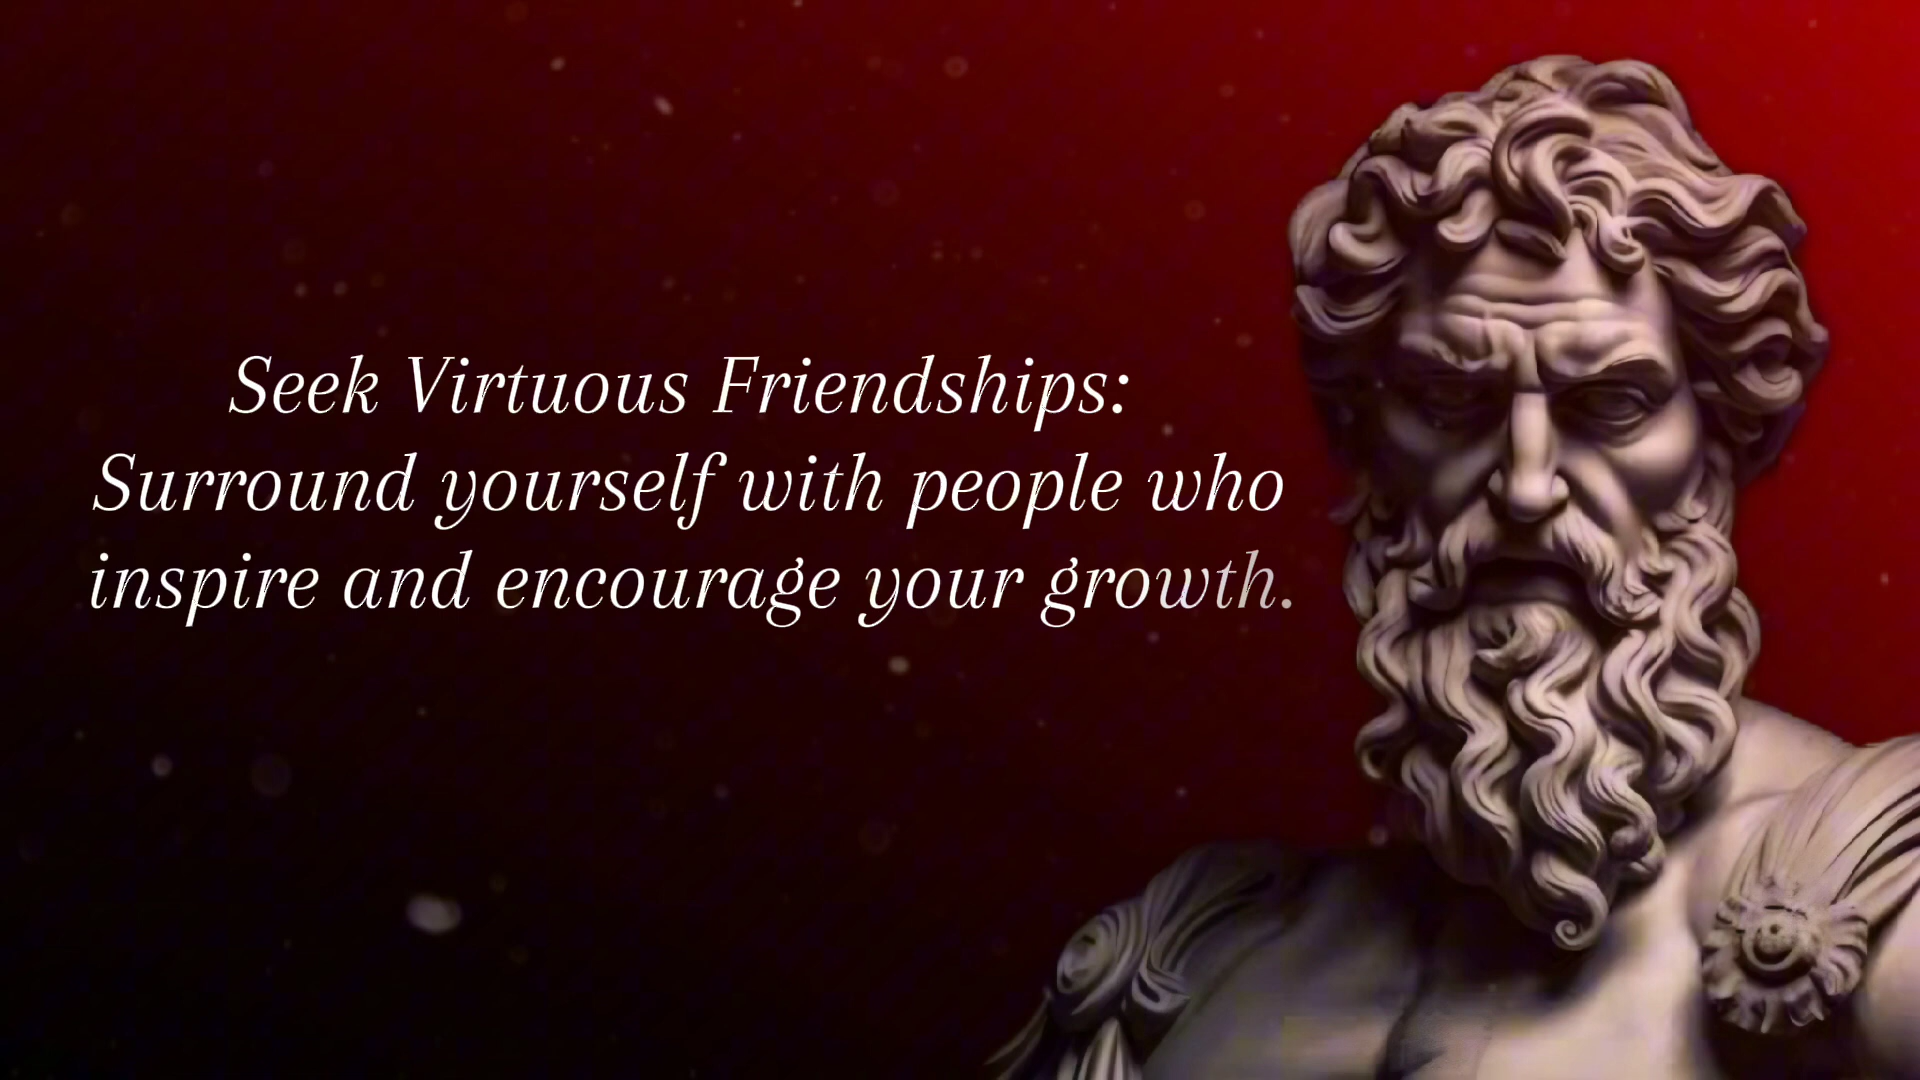 Seek Virtuous Friendships:
Surround yourself with people who
inspire and encourage your growth.